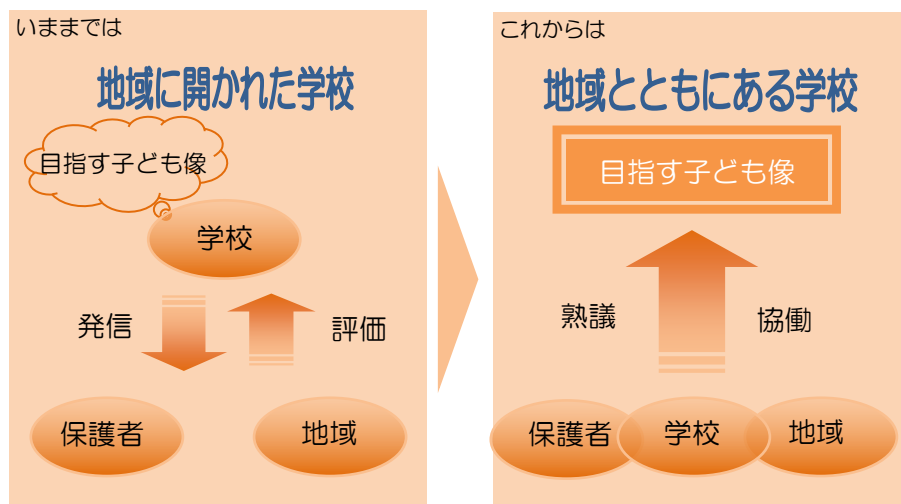 いままでは
地域に開かれた学校
目指す子ども像
学校
発信
評価
保護者
地域
これからは
地域とともにある学校
目指す子ども像
熟議
協働
保護者
学校
地域